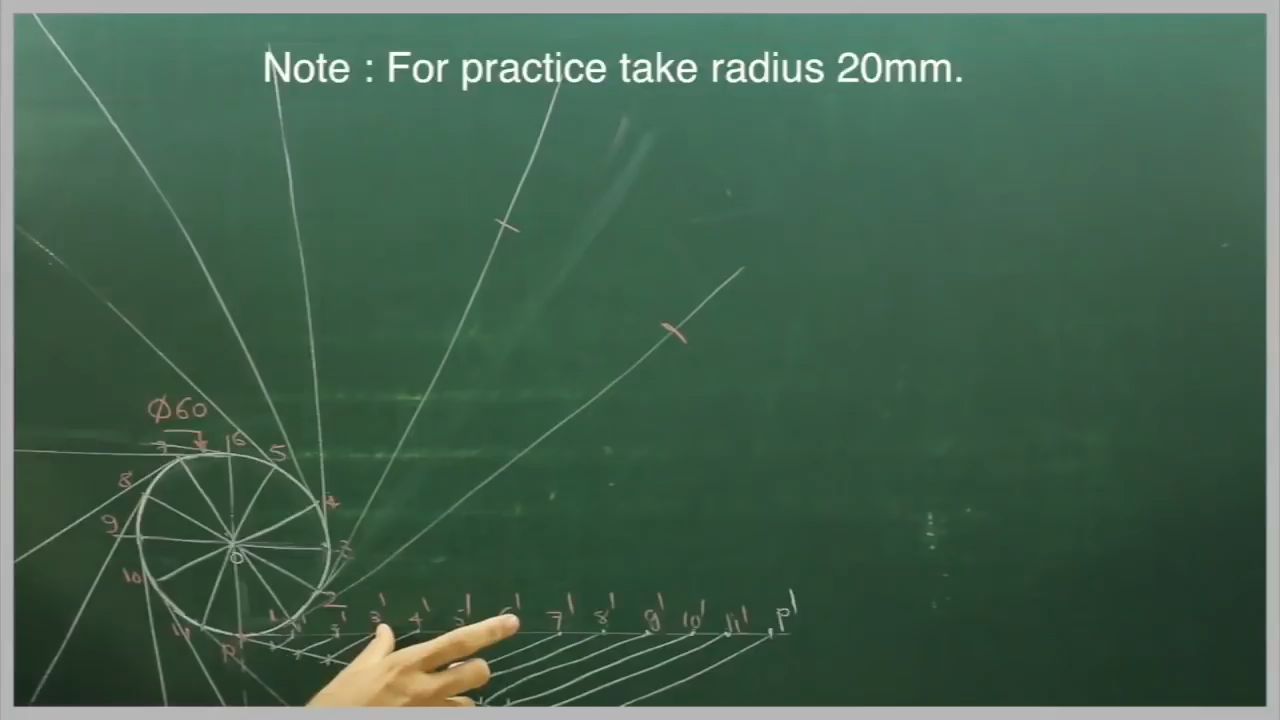 Note : For practice take radius 20mm.
Ø60
7 6 5
8 4
9 3
O
10 2
11 1
P
1' 2' 3' 4' 5' 6' 7' 8' 9' 10' 11' P'